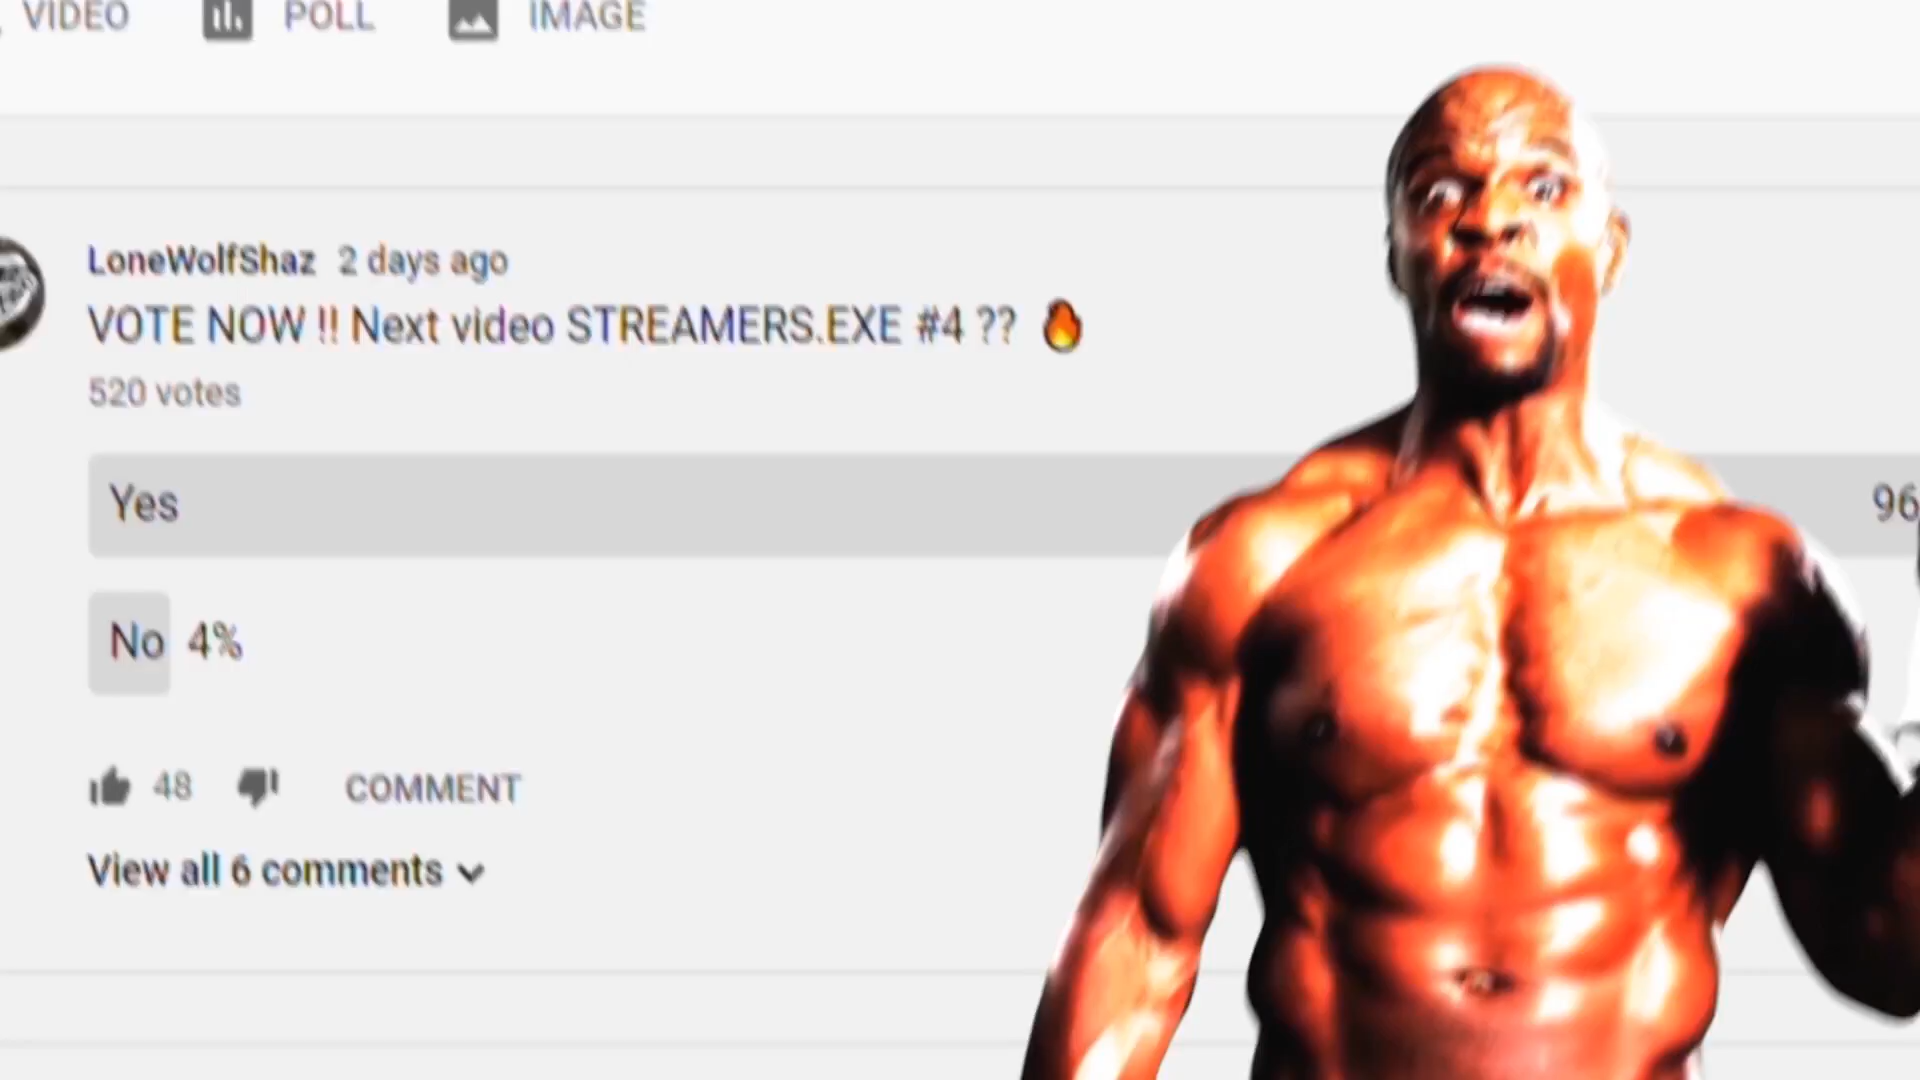 VIDEO POLL IMAGE
LoneWolfShaz 2 days ago
VOTE NOW !! Next video STREAMERS.EXE #4 ?? 🔥
520 votes
Yes 96
No 4%
48 COMMENT
View all 6 comments